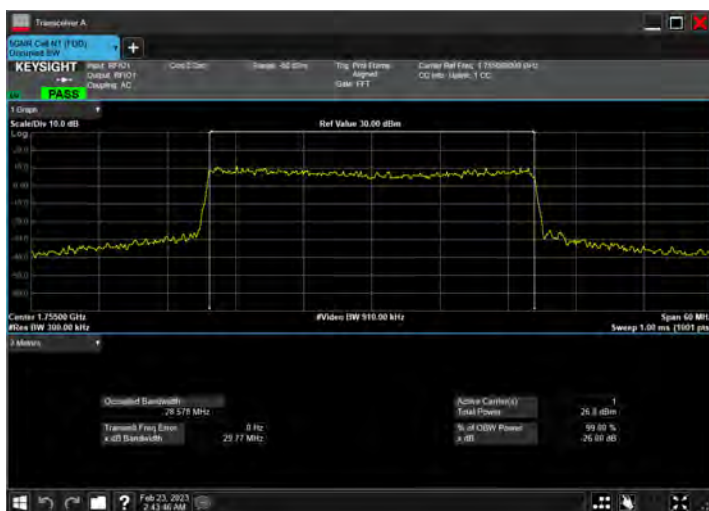 Transceiver A
5GNR Cell N1 (FDD)
Occupied BW
KEYSIGHT
Input: RFIO1
Output: RFIO1
Coupling: AC
Trig: Prd Frame
Aligned
Gate: FFT
Carrier Ref Freq: 1.755000000 GHz
CC Info: Uplink, 1 CC
PASS
1 Graph
Scale/Div 10.0 dB
Ref Value 30.00 dBm
Log
Center 1.75500 GHz
#Video BW 910.00 kHz
Span 60 MHz
#Res BW 300.00 kHz
Sweep 1.00 ms (1001 pts
2 Metrics
Occupied Bandwidth
28.578 MHz
Active Carrier(s)
1
Total Power
26.8 dBm
Transmit Freq Error
0 Hz
% of OBW Power
99.00 %
x dB Bandwidth
29.77 MHz
x dB
-26.00 dB
Feb 23, 2023
2:43:46 AM